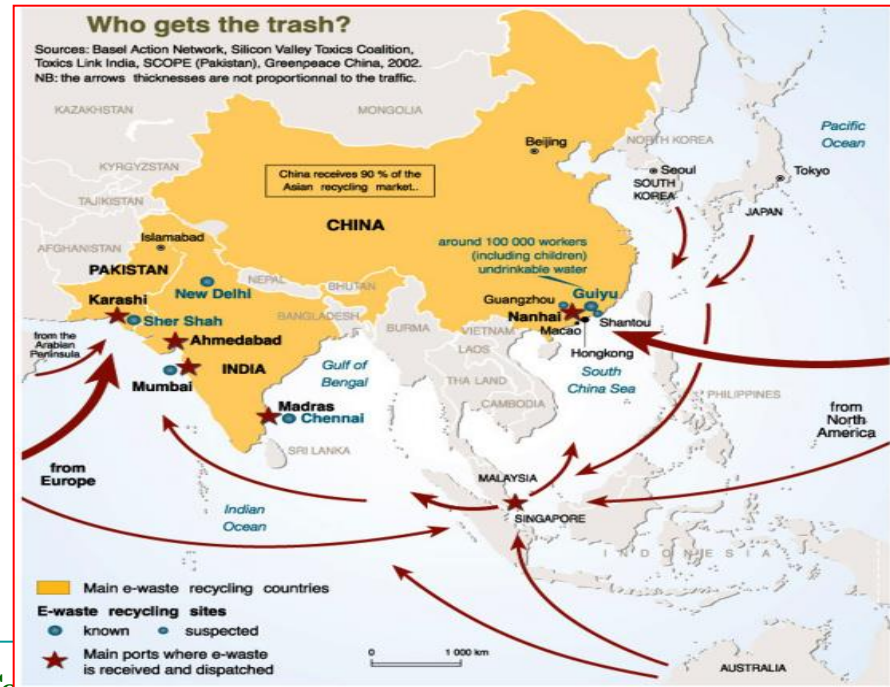 Who gets the trash?
Sources: Basel Action Network, Silicon Valley Toxics Coalition,
Toxics Link India, SCOPE (Pakistan), Greenpeace China, 2002.
NB: the arrows thicknesses are not proportionnal to the traffic.
KAZAKHSTAN
MONGOLIA
Pacific
Ocean
Beijing
NORTH KOREA
KYRGYZSTAN
China receives 90 % of the
Asian recycling market..
Seoul
SOUTH
KOREA
Tokyo
TAJIKISTAN
JAPAN
CHINA
Islamabad
AFGHANISTAN
around 100 000 workers
(including children)
undrinkable water
PAKISTAN
NEPAL
BHUTAN
New Delhi
Karashi
Guangzhou
Guiyu
Sher Shah
BANGLADESH
Nanhai
Shantou
from the
Arabian
Peninsula
Ahmedabad
BURMA
VIETNAM
Macao
LAOS
Hongkong
INDIA
Gulf of
Bengal
South
China Sea
Mumbai
THA LAND
PHILIPPINES
CAMBODIA
Madras
Chennai
from
North
America
SRI LANKA
from
Europe
MALAYSIA
Indian
Ocean
SINGAPORE
INDONESIA
Main e-waste recycling countries
E-waste recycling sites
known
suspected
Main ports where e-waste
is received and dispatched
0
1 000 km
AUSTRALIA